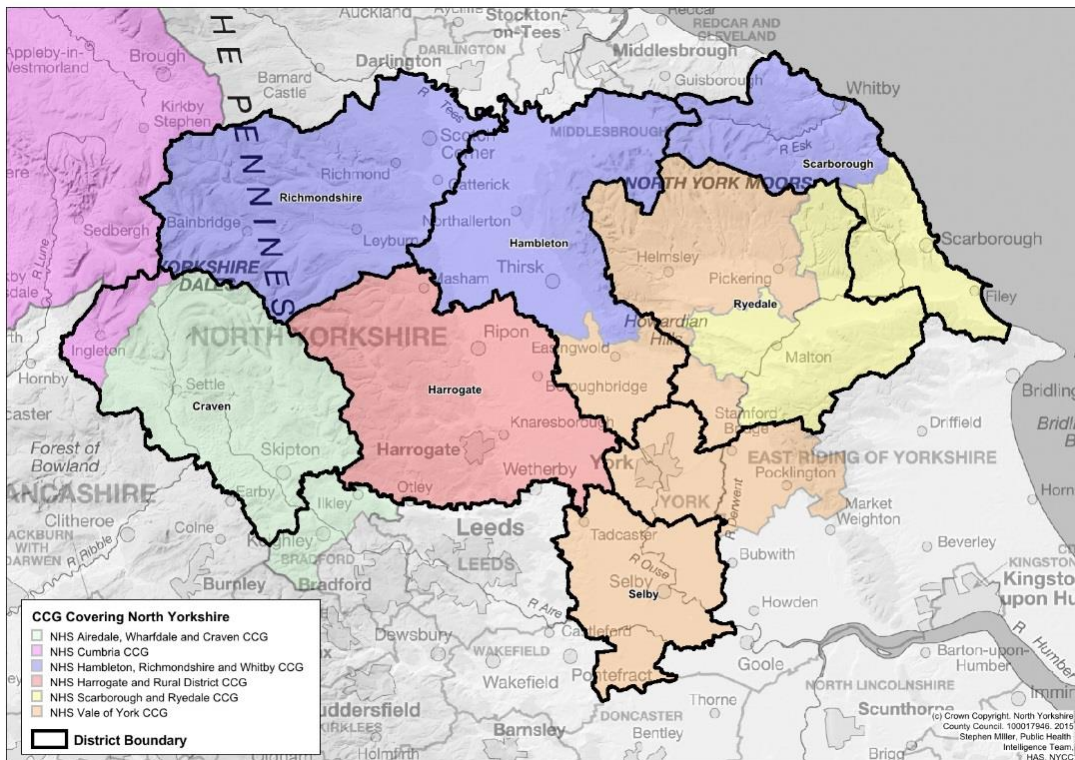 Auckland
Aycliffe
Stockton-
on-Tees
Redcar
REDCAR AND
CLEVELAND
Appleby-in-
Westmorland
Brough
HE PENNINES
Barnard
Castle
DARLINGTON
Darlington
Middlesbrough
Guisborough
Whitby
Kirkby
Stephen
R Tees
Scotch
Corner
MIDDLESBROUGH
R Esk
Scarborough
Richmond
Richmondshire
Catterick
NORTH YORK MOORS
Sedbergh
Bainbridge
Northallerton
Hambleton
Scarborough
R Lune
Leyburn
Helmsley
YORKSHIRE
DALES
Masham
Thirsk
Pickering
Ryedale
Filey
NORTH YORKSHIRE
Ripon
Howardian
Hills
Ingleton
Easingwold
Malton
Hornby
Settle
Boroughbridge
Craven
Harrogate
Stamford
Bridge
Driffield
Forest of
Bowland
Skipton
Knaresborough
Harrogate
York
EAST RIDING OF YORKSHIRE
Wetherby
Pocklington
Earby
Ilkley
Otley
YORK
R Derwent
Market
Weighton
Clitheroe
Colne
Keighley
Leeds
Tadcaster
Beverley
R Ribble
BRADFORD
LEEDS
Bubwith
R Ouse
Burnley
Bradford
Selby
Selby
Howden
R Aire
Castleford
R Humber
Dewsbury
WAKEFIELD
Goole
Barton-upon-
Humber
Wakefield
Pontefract
NORTH LINCOLNSHIRE
Thorne
Scunthorpe
KIRKLEES
Barnsley
DONCASTER
Bentley
Holmfirth
Brigg
CCG Covering North Yorkshire
NHS Airedale, Wharfdale and Craven CCG
NHS Cumbria CCG
NHS Hambleton, Richmondshire and Whitby CCG
NHS Harrogate and Rural District CCG
NHS Scarborough and Ryedale CCG
NHS Vale of York CCG
District Boundary
(c) Crown Copyright. North Yorkshire
County Council. 100017946. 2015
Stephen Miller, Public Health
Intelligence Team,
HAS, NYCC